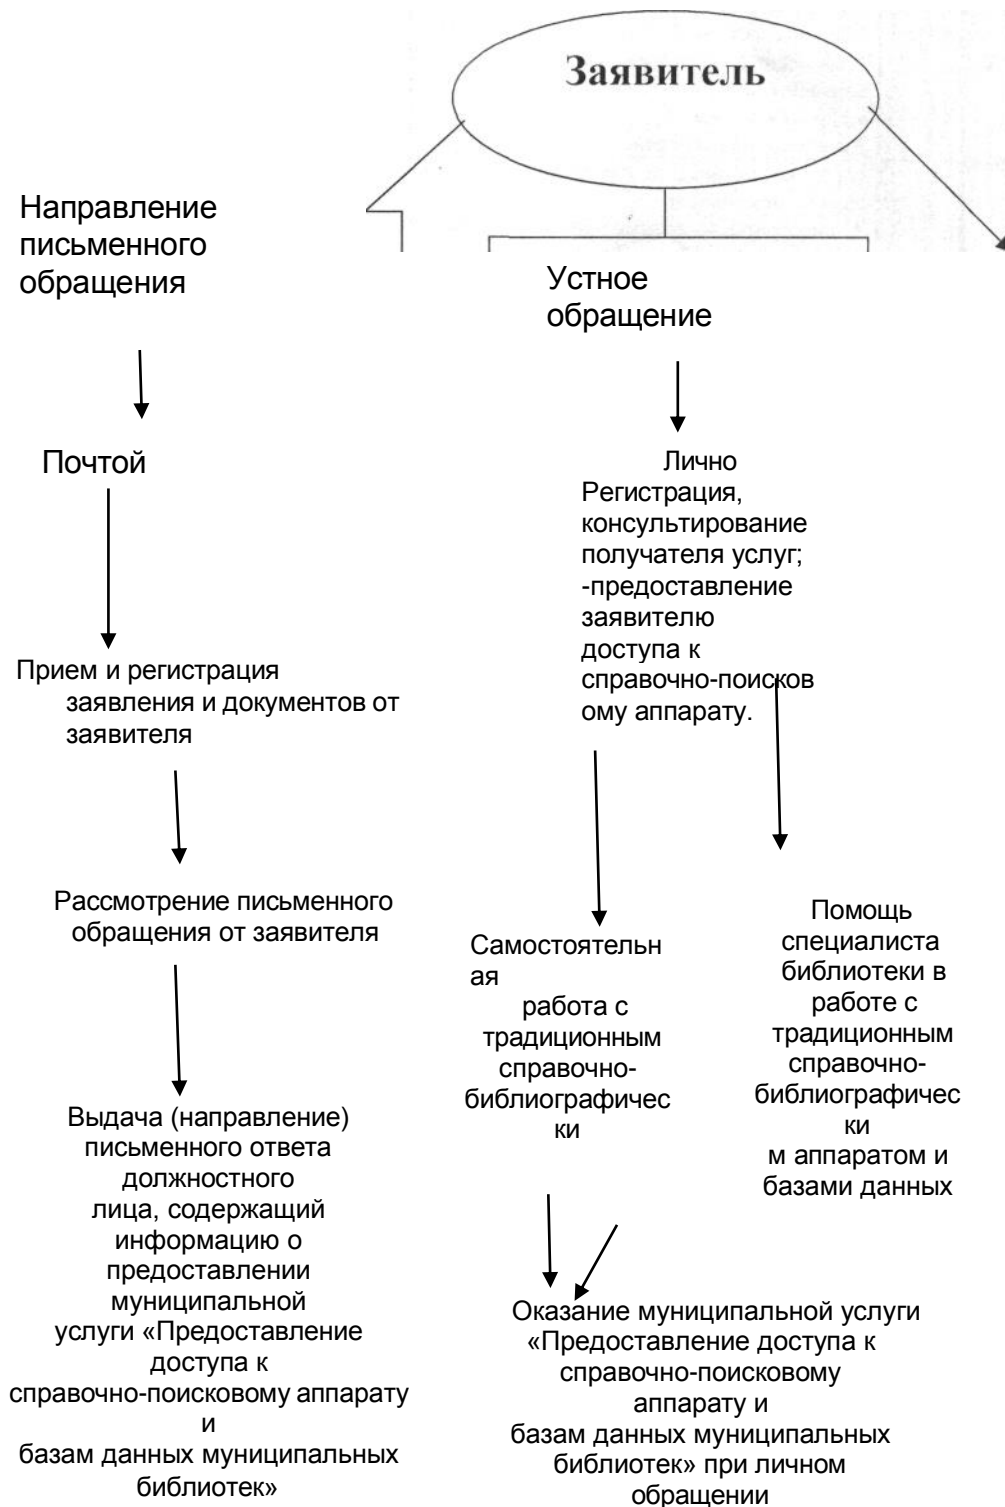 Заявитель
Направление
письменного
обращения
Устное
обращение
Почтой
Лично
Регистрация,
консультирование
получателя услуг;
-предоставление
заявителю
доступа к
справочно-поисков
ому аппарату.
Прием и регистрация
заявления и документов от
заявителя
Рассмотрение письменного
обращения от заявителя
Самостоятельн
ая
работа с
традиционным
справочно-
библиографичес
ки
Помощь
специалиста
библиотеки в
работе с
традиционным
справочно-
библиографичес
ки
м аппаратом и
базами данных
Выдача (направление)
письменного ответа
должностного
лица, содержащий
информацию о
предоставлении
муниципальной
услуги «Предоставление
доступа к
справочно-поисковому аппарату
и
базам данных муниципальных
библиотек»
Оказание муниципальной услуги
«Предоставление доступа к
справочно-поисковому
аппарату и
базам данных муниципальных
библиотек» при личном
обращении